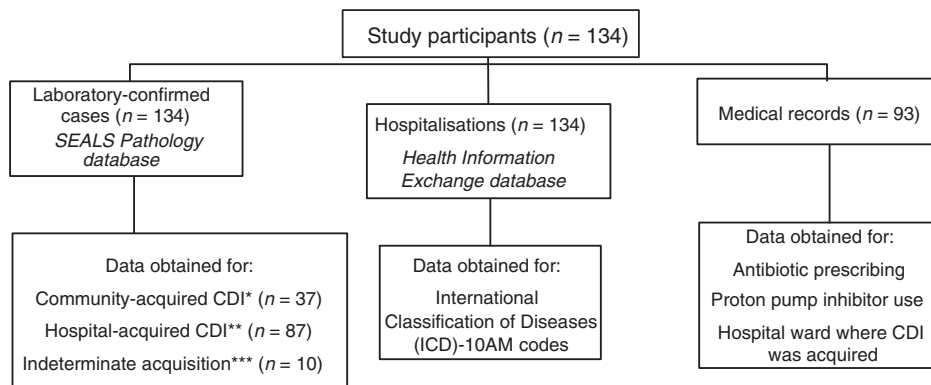 Study participants (n = 134)
Laboratory-confirmed
cases (n = 134)
SEALS Pathology
database
Hospitalisations (n = 134)
Health Information
Exchange database
Medical records (n = 93)
Data obtained for:
Community-acquired CDI* (n = 37)
Hospital-acquired CDI** (n = 87)
Indeterminate acquisition*** (n = 10)
Data obtained for:
International
Classification of Diseases
(ICD)-10AM codes
Data obtained for:
Antibiotic prescribing
Proton pump inhibitor use
Hospital ward where CDI
was acquired